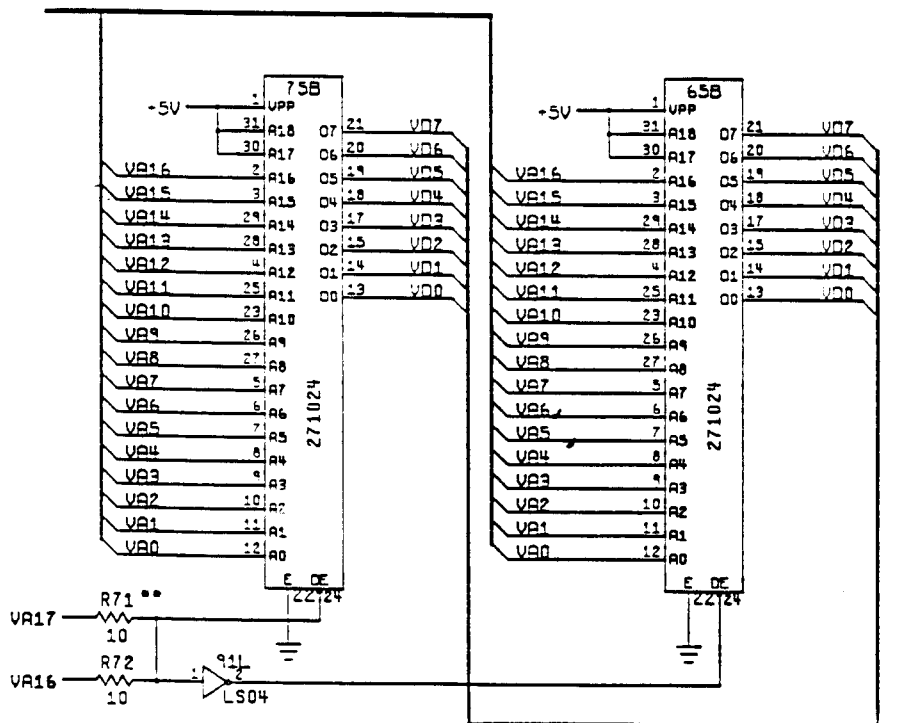 75B
+5V 1 VPP
31 A18 O7 21 VD7
30 A17 O6 20 VD6
VA16 2 A16 O5 19 VD5
VA15 3 A15 O4 18 VD4
VA14 29 A14 O3 17 VD3
VA13 28 A13 O2 15 VD2
VA12 4 A12 O1 14 VD1
VA11 25 A11 O0 13 VD0
VA10 23 A10
VA9 26 A9
VA8 27 A8
VA7 5 A7
VA6 6 A6
VA5 7 A5
VA4 8 A4
VA3 9 A3
VA2 10 A2
VA1 11 A1
VA0 12 A0
271024
E OE
22 24
65B
+5V 1 VPP
31 A18 O7 21 VD7
30 A17 O6 20 VD6
VA16 2 A16 O5 19 VD5
VA15 3 A15 O4 18 VD4
VA14 29 A14 O3 17 VD3
VA13 28 A13 O2 15 VD2
VA12 4 A12 O1 14 VD1
VA11 25 A11 O0 13 VD0
VA10 23 A10
VA9 26 A9
VA8 27 A8
VA7 5 A7
VA6 6 A6
VA5 7 A5
VA4 8 A4
VA3 9 A3
VA2 10 A2
VA1 11 A1
VA0 12 A0
271024
E OE
22 24
R71 **
VA17
10
R72
VA16
10
91L
1 2
LS04